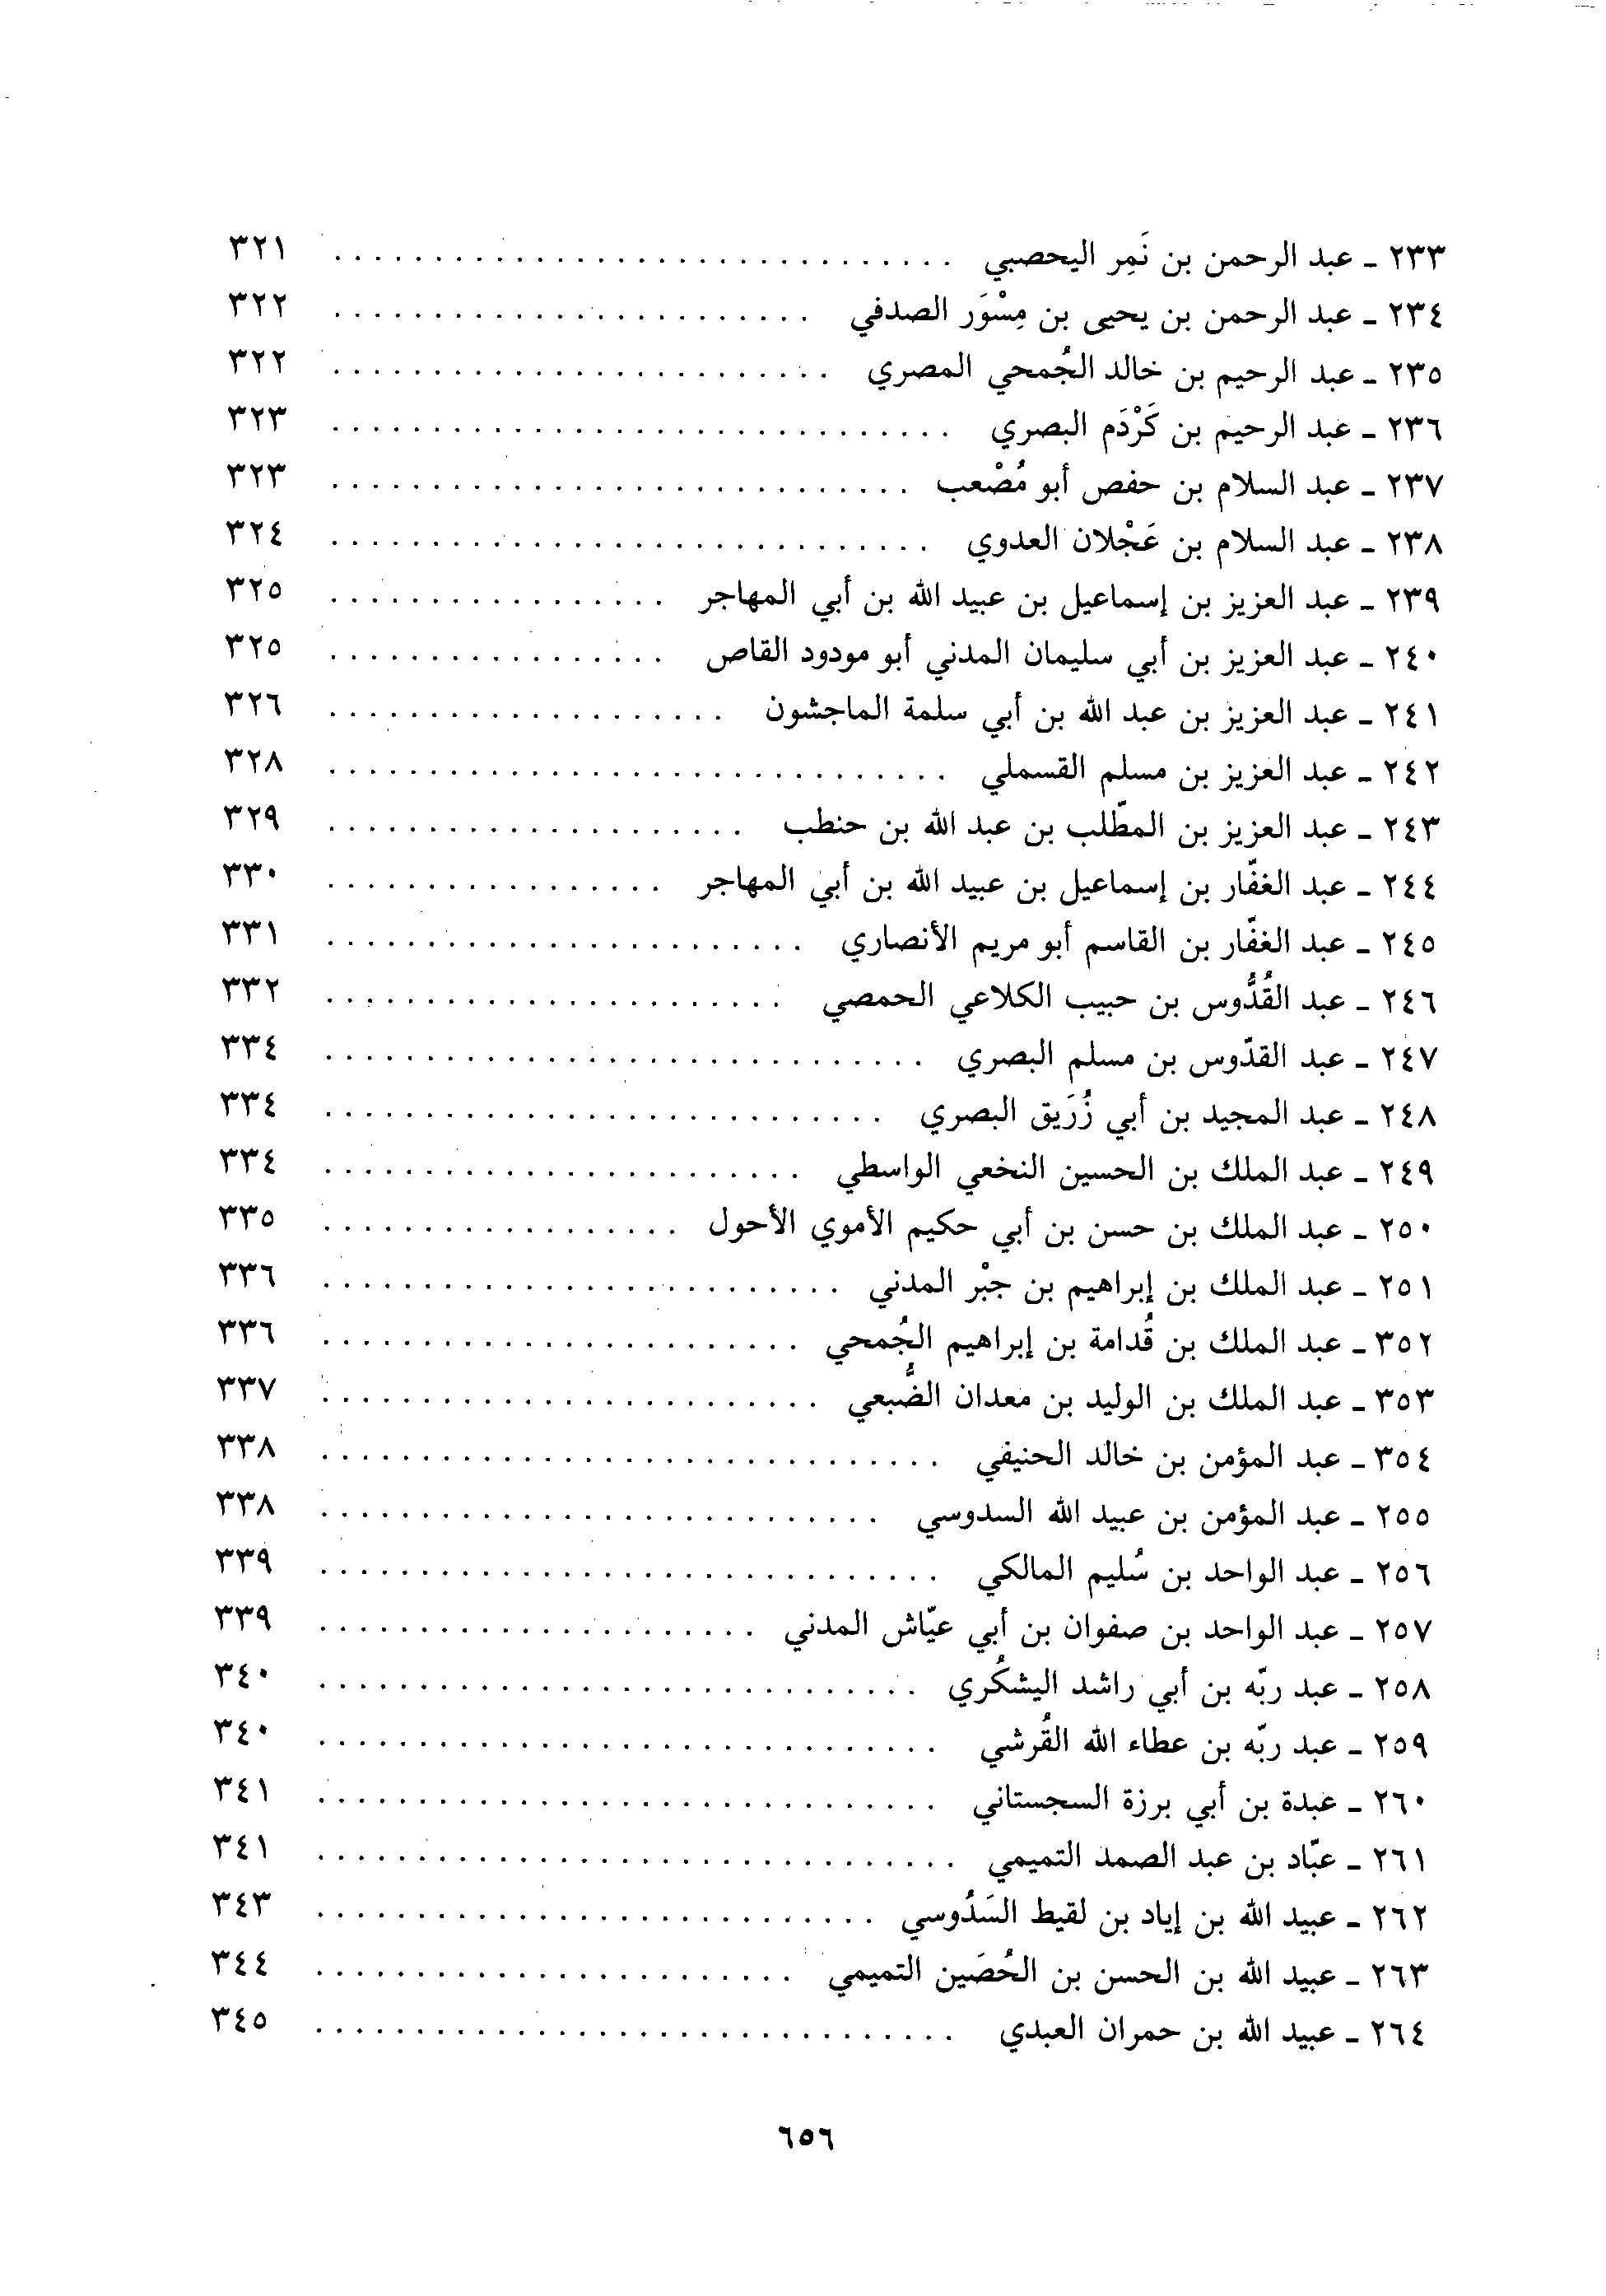 ٢٣٣ ـ عبد الرحمن بن نَمِر اليحصبي ............................... ٣٢١
٢٣٤ ـ عبد الرحمن بن يحيى بن مِسْوَر الصدفي ........................ ٣٢٢
٢٣٥ ـ عبد الرحيم بن خالد الجُمحي المصري ......................... ٣٢٢
٢٣٦ ـ عبد الرحيم بن كَرْدَم البصري ............................... ٣٢٣
٢٣٧ ـ عبد السلام بن حفص أبو مُصْعب ............................. ٣٢٣
٢٣٨ ـ عبد السلام بن عَجْلان العدوي .............................. ٣٢٤
٢٣٩ ـ عبد العزيز بن إسماعيل بن عبيد الله بن أبي المهاجر ................. ٣٢٥
٢٤٠ ـ عبد العزيز بن أبي سليمان المدني أبو مودود القاص ................. ٣٢٥
٢٤١ ـ عبد العزيز بن عبد الله بن أبي سلمة الماجشون .................... ٣٢٦
٢٤٢ ـ عبد العزيز بن مسلم القسملي ............................... ٣٢٨
٢٤٣ ـ عبد العزيز بن المطّلب بن عبد الله بن حنطب ..................... ٣٢٩
٢٤٤ ـ عبد الغفّار بن إسماعيل بن عبيد الله بن أبي المهاجر ................. ٣٣٠
٢٤٥ ـ عبد الغفّار بن القاسم أبو مريم الأنصاري ........................ ٣٣١
٢٤٦ ـ عبد القُدُّوس بن حبيب الكلاعي الحمصي ....................... ٣٣٢
٢٤٧ ـ عبد القدّوس بن مسلم البصري .............................. ٣٣٤
٢٤٨ ـ عبد المجيد بن أبي زُرَيق البصري ............................ ٣٣٤
٢٤٩ ـ عبد الملك بن الحسين النخعي الواسطي ........................ ٣٣٤
٢٥٠ ـ عبد الملك بن حسن بن أبي حكيم الأموي الأحول .................. ٣٣٥
٢٥١ ـ عبد الملك بن إبراهيم بن جبْر المدني .......................... ٣٣٦
٣٥٢ ـ عبد الملك بن قُدامة بن إبراهيم الجُمحي ........................ ٣٣٦
٣٥٣ ـ عبد الملك بن الوليد بن معدان الضُّبعي ......................... ٣٣٧
٣٥٤ ـ عبد المؤمن بن خالد الحنيفي ............................... ٣٣٨
٢٥٥ ـ عبد المؤمن بن عبيد الله السدوسي ............................ ٣٣٨
٢٥٦ ـ عبد الواحد بن سُليم المالكي ............................... ٣٣٩
٢٥٧ ـ عبد الواحد بن صفوان بن أبي عيّاش المدني ...................... ٣٣٩
٢٥٨ ـ عبد ربّه بن أبي راشد اليشكُري .............................. ٣٤٠
٢٥٩ ـ عبد ربّه بن عطاء الله القُرشي ............................... ٣٤٠
٢٦٠ ـ عبدة بن أبي برزة السجستاني ............................... ٣٤١
٢٦١ ـ عبّاد بن عبد الصمد التميمي ................................ ٣٤١
٢٦٢ ـ عبيد الله بن إياد بن لقيط السَدُوسي ............................ ٣٤٣
٢٦٣ ـ عبيد الله بن الحسن بن الحُصَين التميمي ........................ ٣٤٤
٢٦٤ ـ عبيد الله بن حمران العبدي ................................ ٣٤٥
٦٥٦